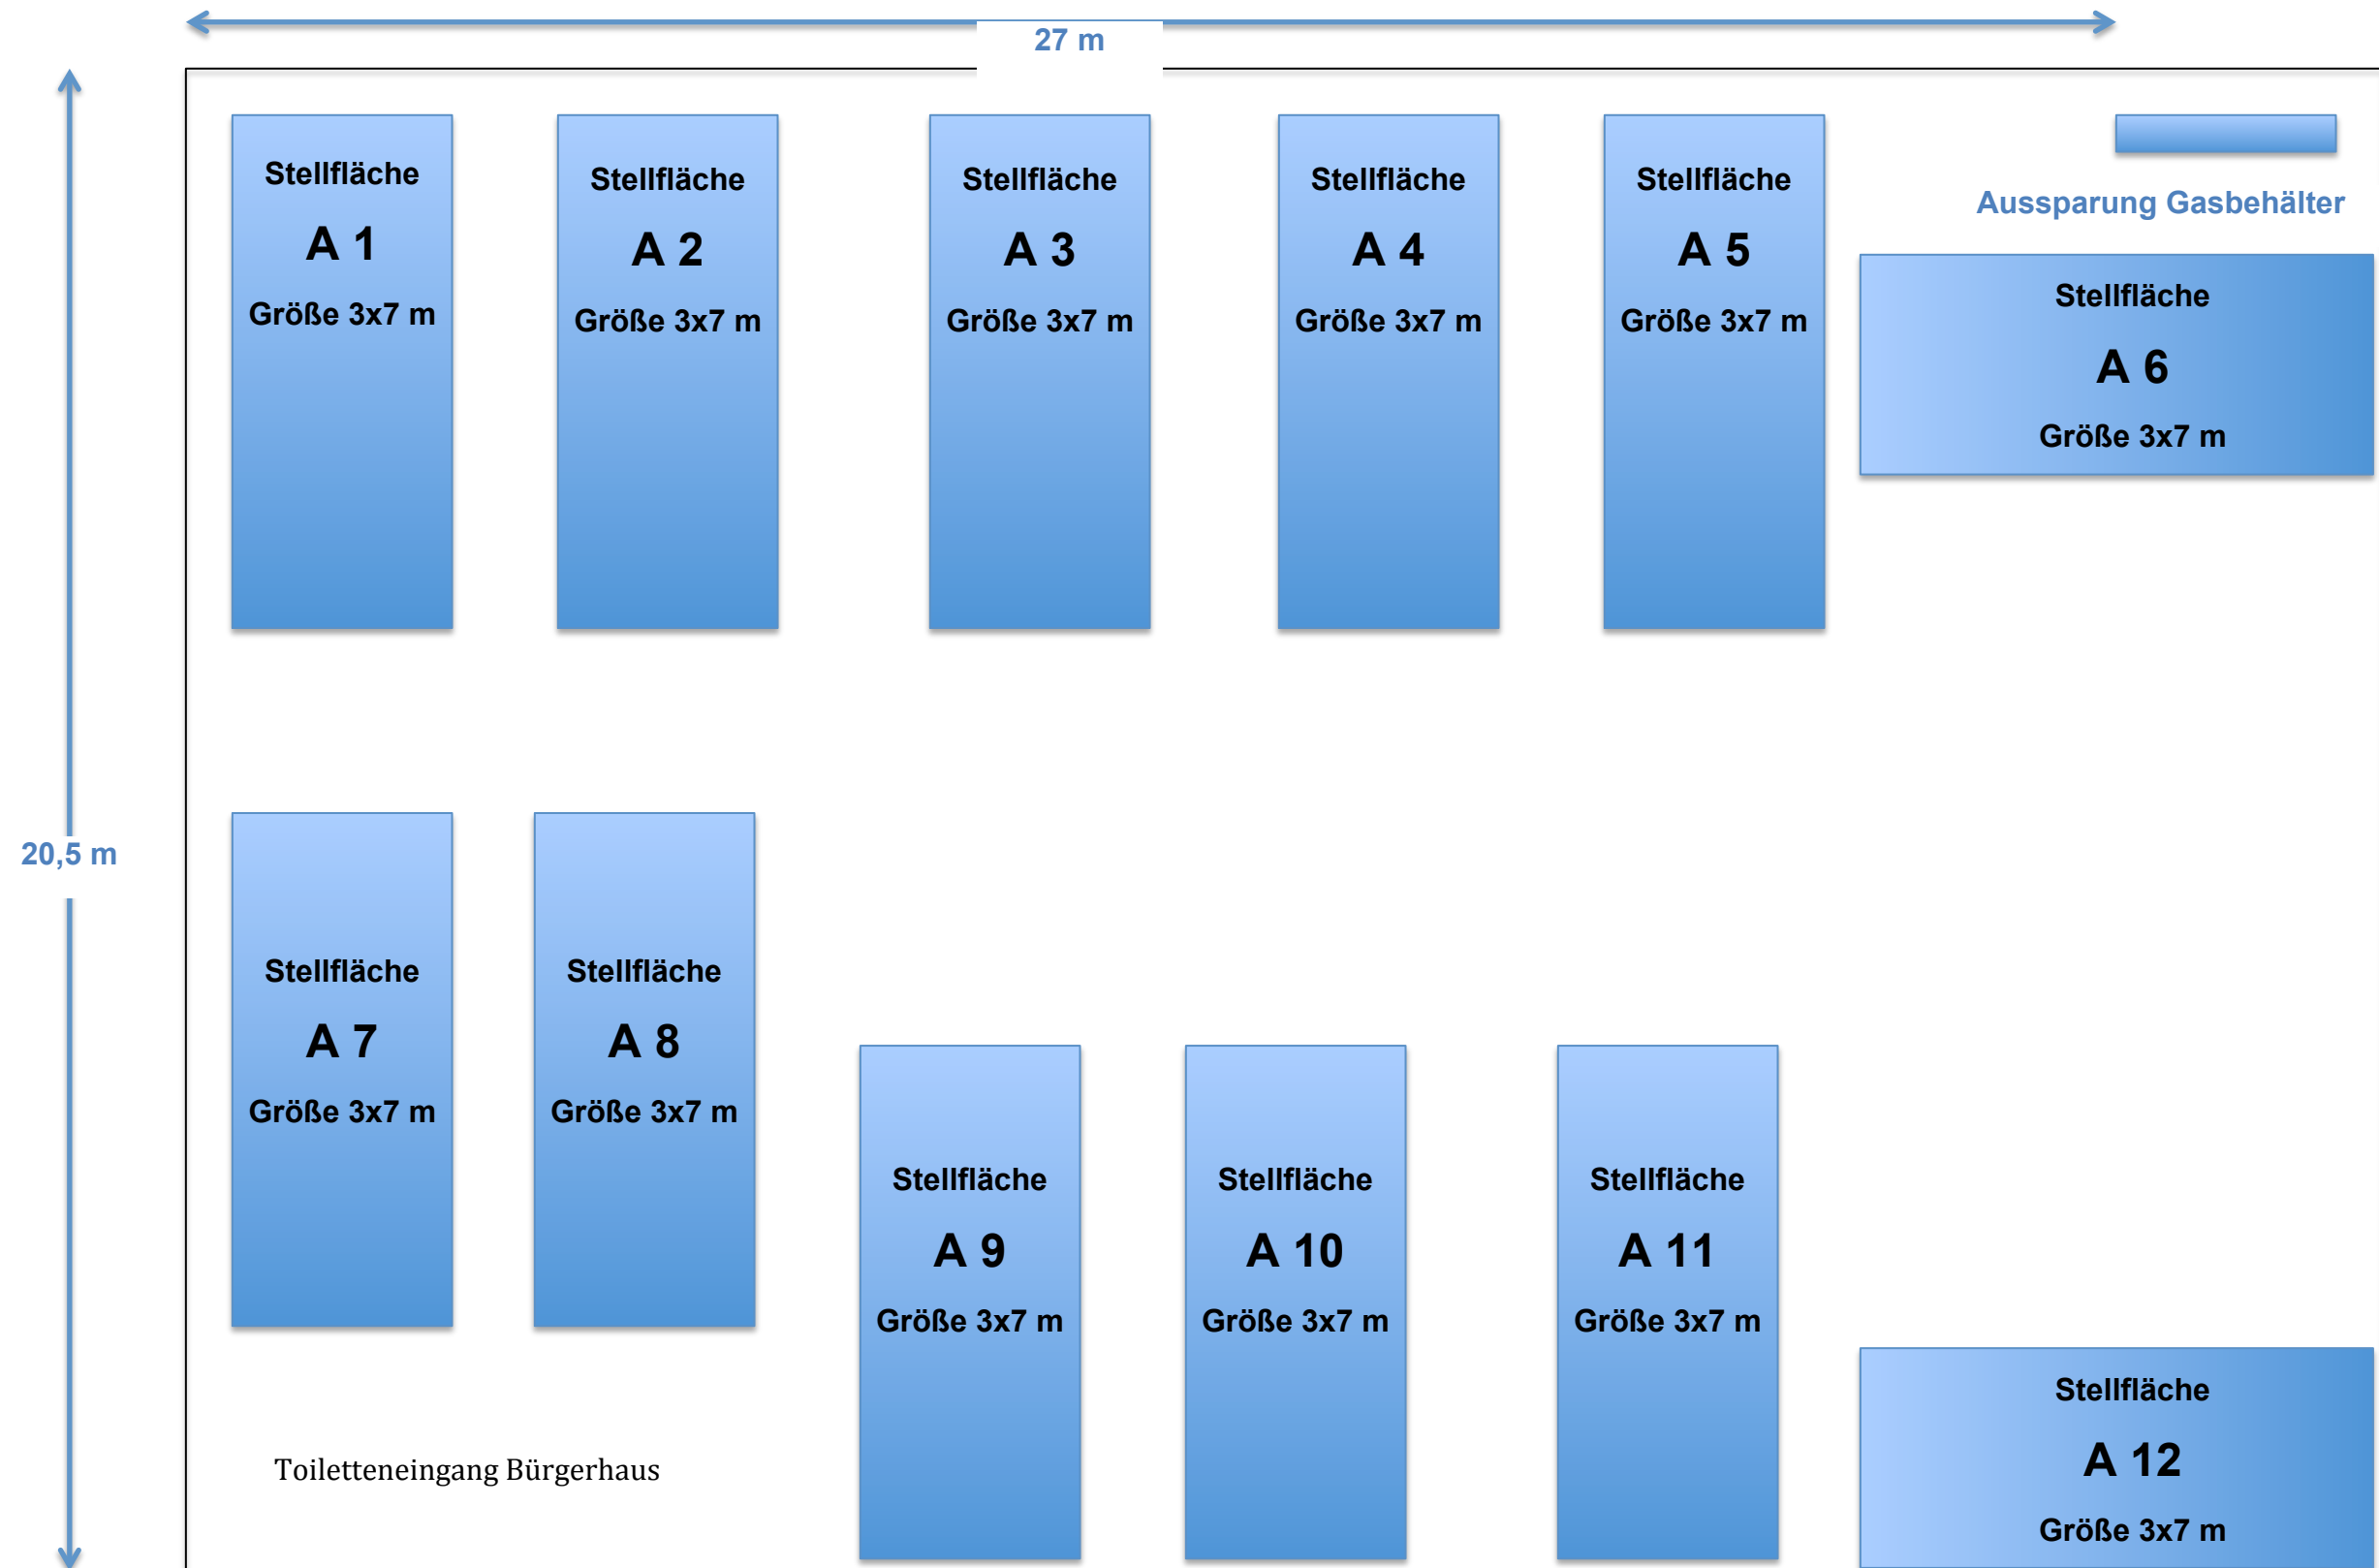 27 m
Stellfläche
A 1
Größe 3x7 m
Stellfläche
A 2
Größe 3x7 m
Stellfläche
A 3
Größe 3x7 m
Stellfläche
A 4
Größe 3x7 m
Stellfläche
A 5
Größe 3x7 m
Aussparung Gasbehälter
Stellfläche
A 6
Größe 3x7 m
20,5 m
Stellfläche
A 7
Größe 3x7 m
Stellfläche
A 8
Größe 3x7 m
Stellfläche
A 9
Größe 3x7 m
Stellfläche
A 10
Größe 3x7 m
Stellfläche
A 11
Größe 3x7 m
Stellfläche
A 12
Größe 3x7 m
Toiletteneingang Bürgerhaus